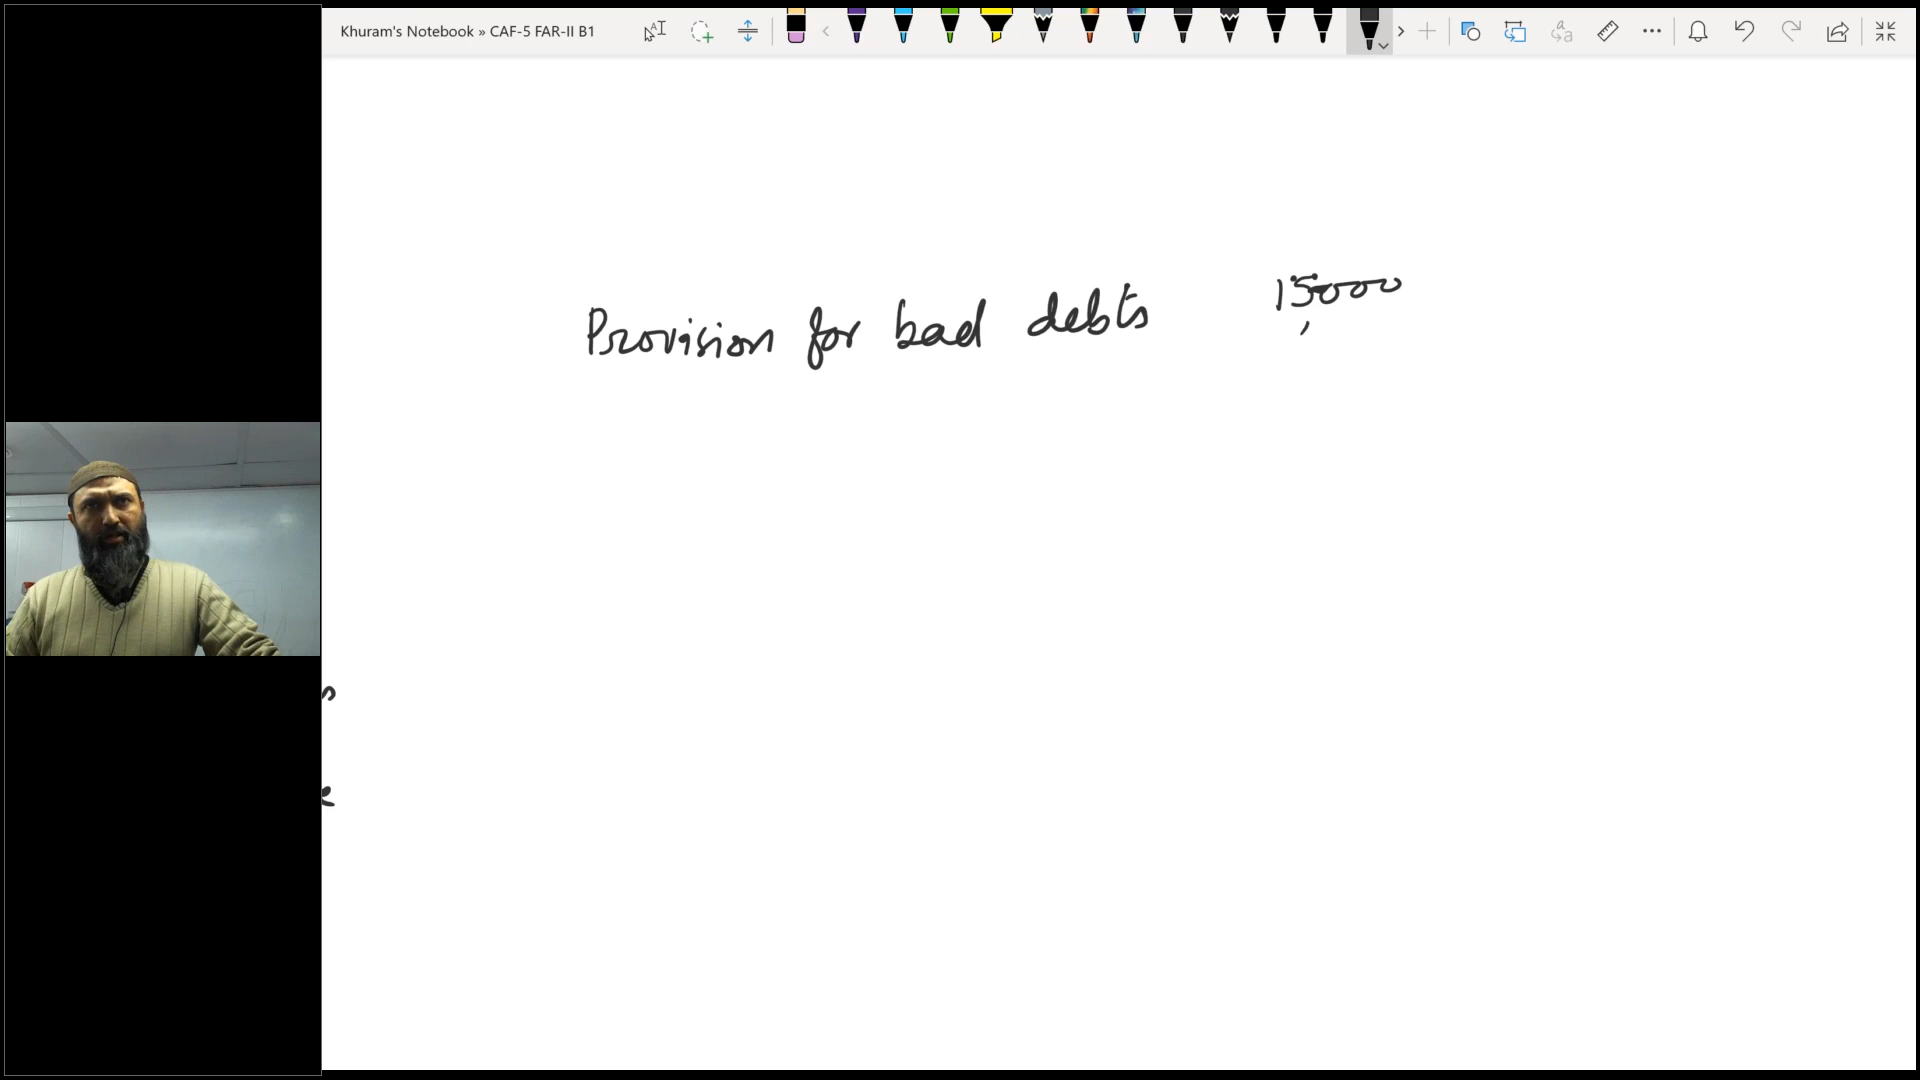 Khuram's Notebook » CAF-5 FAR-II B1
Provision for bad debts 15,000